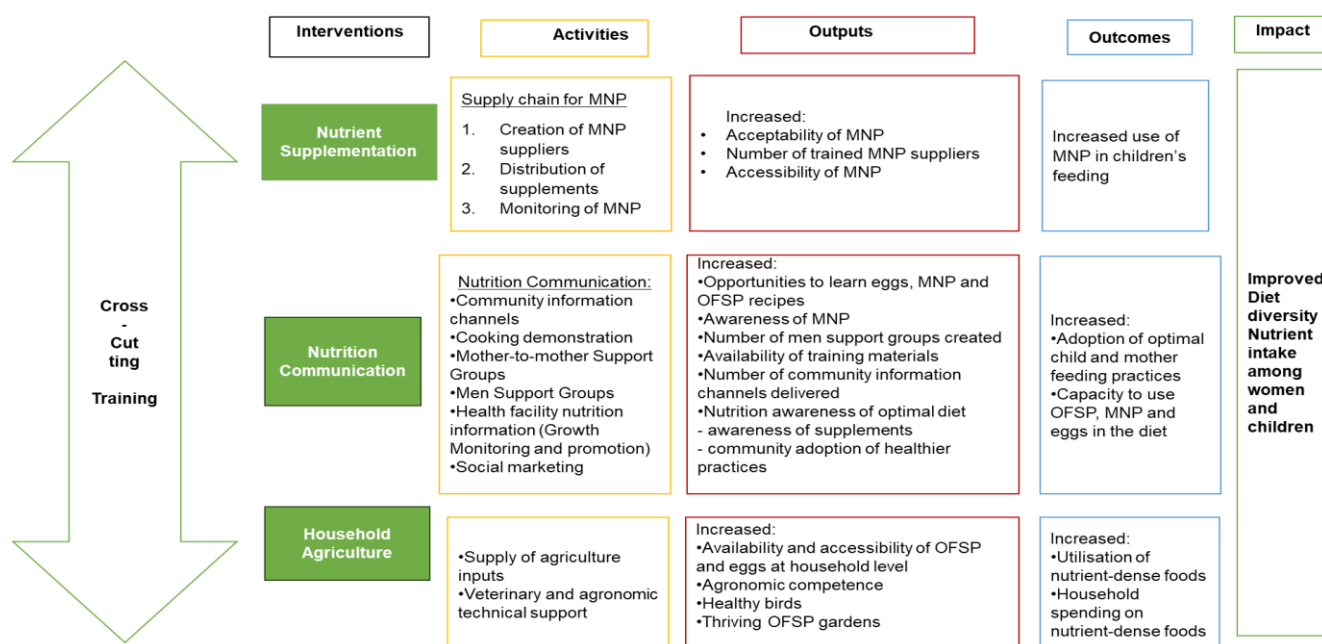 Interventions
Activities
Outputs
Outcomes
Impact
Cross
-
Cut
ting
Training
Nutrient
Supplementation
Supply chain for MNP
1. Creation of MNP
suppliers
2. Distribution of
supplements
3. Monitoring of MNP
Increased:
• Acceptability of MNP
• Number of trained MNP suppliers
• Accessibility of MNP
Increased use of
MNP in children's
feeding
Nutrition
Communication
Nutrition Communication:
•Community information
channels
•Cooking demonstration
•Mother-to-mother Support
Groups
•Men Support Groups
•Health facility nutrition
information (Growth
Monitoring and promotion)
•Social marketing
Increased:
•Opportunities to learn eggs, MNP and
OFSP recipes
•Awareness of MNP
•Number of men support groups created
•Availability of training materials
•Number of community information
channels delivered
•Nutrition awareness of optimal diet
- awareness of supplements
- community adoption of healthier
practices
Increased:
•Adoption of optimal
child and mother
feeding practices
•Capacity to use
OFSP, MNP and
eggs in the diet
Household
Agriculture
•Supply of agriculture
inputs
•Veterinary and agronomic
technical support
Increased:
•Availability and accessibility of OFSP
and eggs at household level
•Agronomic competence
•Healthy birds
•Thriving OFSP gardens
Increased:
•Utilisation of
nutrient-dense foods
•Household
spending on
nutrient-dense foods
Improved
Diet
diversity
Nutrient
intake
among
women
and
children